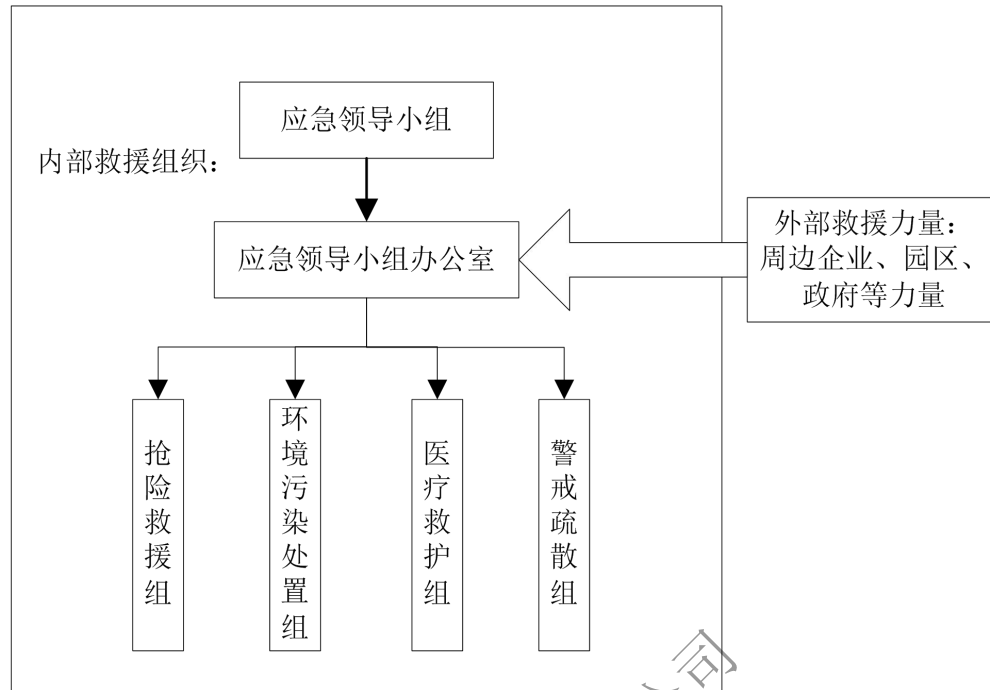 应急领导小组
内部救援组织：
应急领导小组办公室
外部救援力量：
周边企业、园区、
政府等力量
抢险救援组
环境污染处置组
医疗救护组
警戒疏散组
司